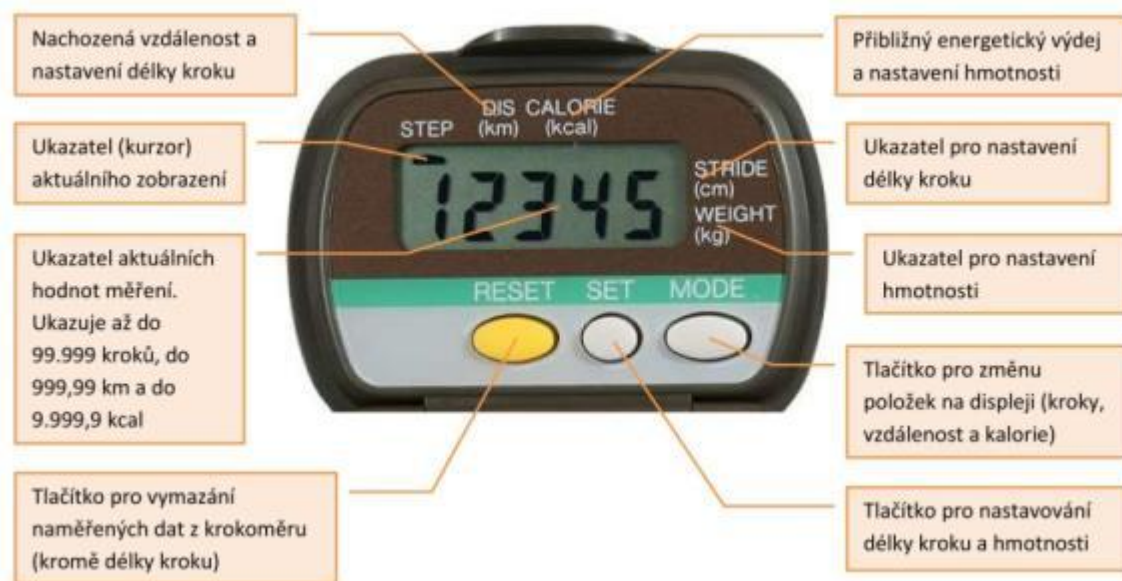 Nachozená vzdálenost a
nastavení délky kroku
Ukazatel (kurzor)
aktuálního zobrazení
Ukazatel aktuálních
hodnot měření.
Ukazuje až do
99.999 kroků, do
999,99 km a do
9.999,9 kcal
Tlačítko pro vymazání
naměřených dat z krokoměru
(kromě délky kroku)
STEP
DIS
(km)
CALORIE
(kcal)
12345
STRIDE
(cm)
WEIGHT
(kg)
RESET SET MODE
Přibližný energetický výdej
a nastavení hmotnosti
Ukazatel pro nastavení
délky kroku
Ukazatel pro nastavení
hmotnosti
Tlačítko pro změnu
položek na displeji (kroky,
vzdálenost a kalorie)
Tlačítko pro nastavování
délky kroku a hmotnosti